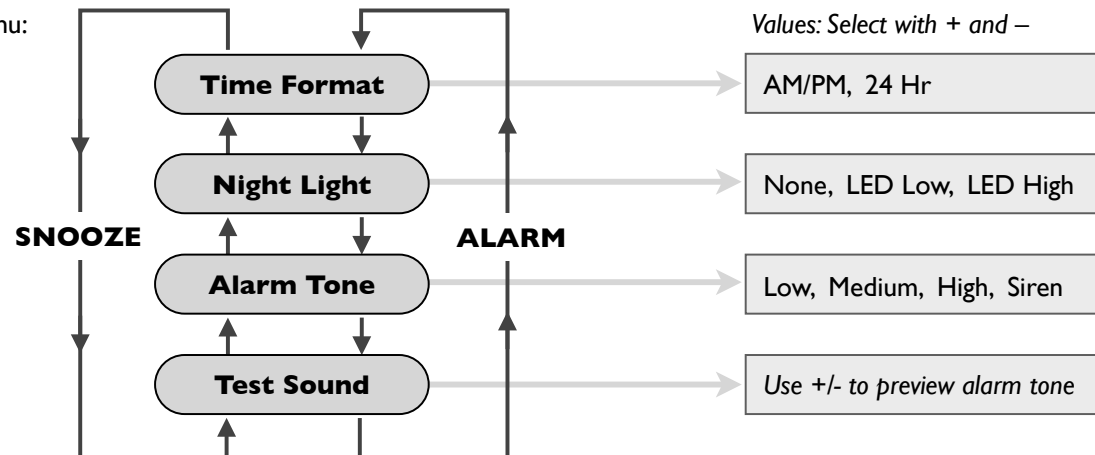 nu:
Values: Select with + and –
Time Format
AM/PM, 24 Hr
Night Light
None, LED Low, LED High
SNOOZE
ALARM
Alarm Tone
Low, Medium, High, Siren
Test Sound
Use +/- to preview alarm tone